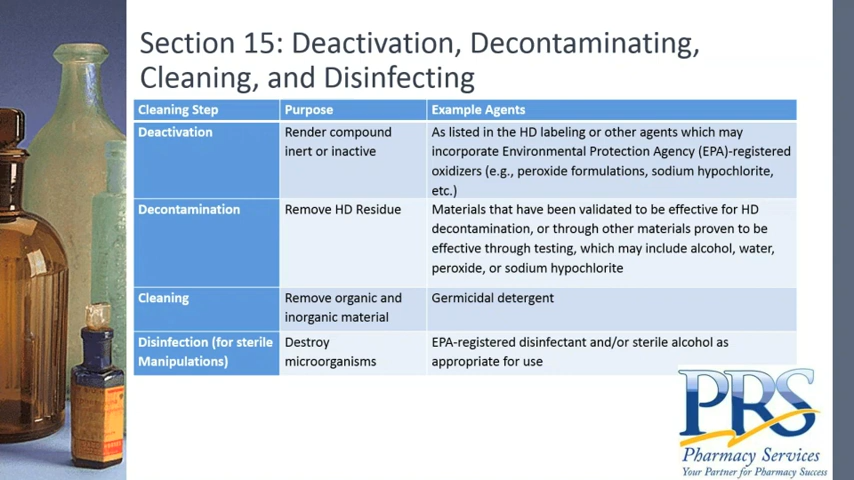 Section 15: Deactivation, Decontaminating,
Cleaning, and Disinfecting
Cleaning Step Purpose Example Agents
Deactivation Render compound As listed in the HD labeling or other agents which may
inert or inactive incorporate Environmental Protection Agency (EPA)-registered
oxidizers (e.g., peroxide formulations, sodium hypochlorite,
etc.)
Decontamination Remove HD Residue Materials that have been validated to be effective for HD
decontamination, or through other materials proven to be
effective through testing, which may include alcohol, water,
peroxide, or sodium hypochlorite
Cleaning Remove organic and Germicidal detergent
inorganic material
Disinfection (for sterile Destroy EPA-registered disinfectant and/or sterile alcohol as
Manipulations) microorganisms appropriate for use
PRS
Pharmacy Services
Your Partner for Pharmacy Success